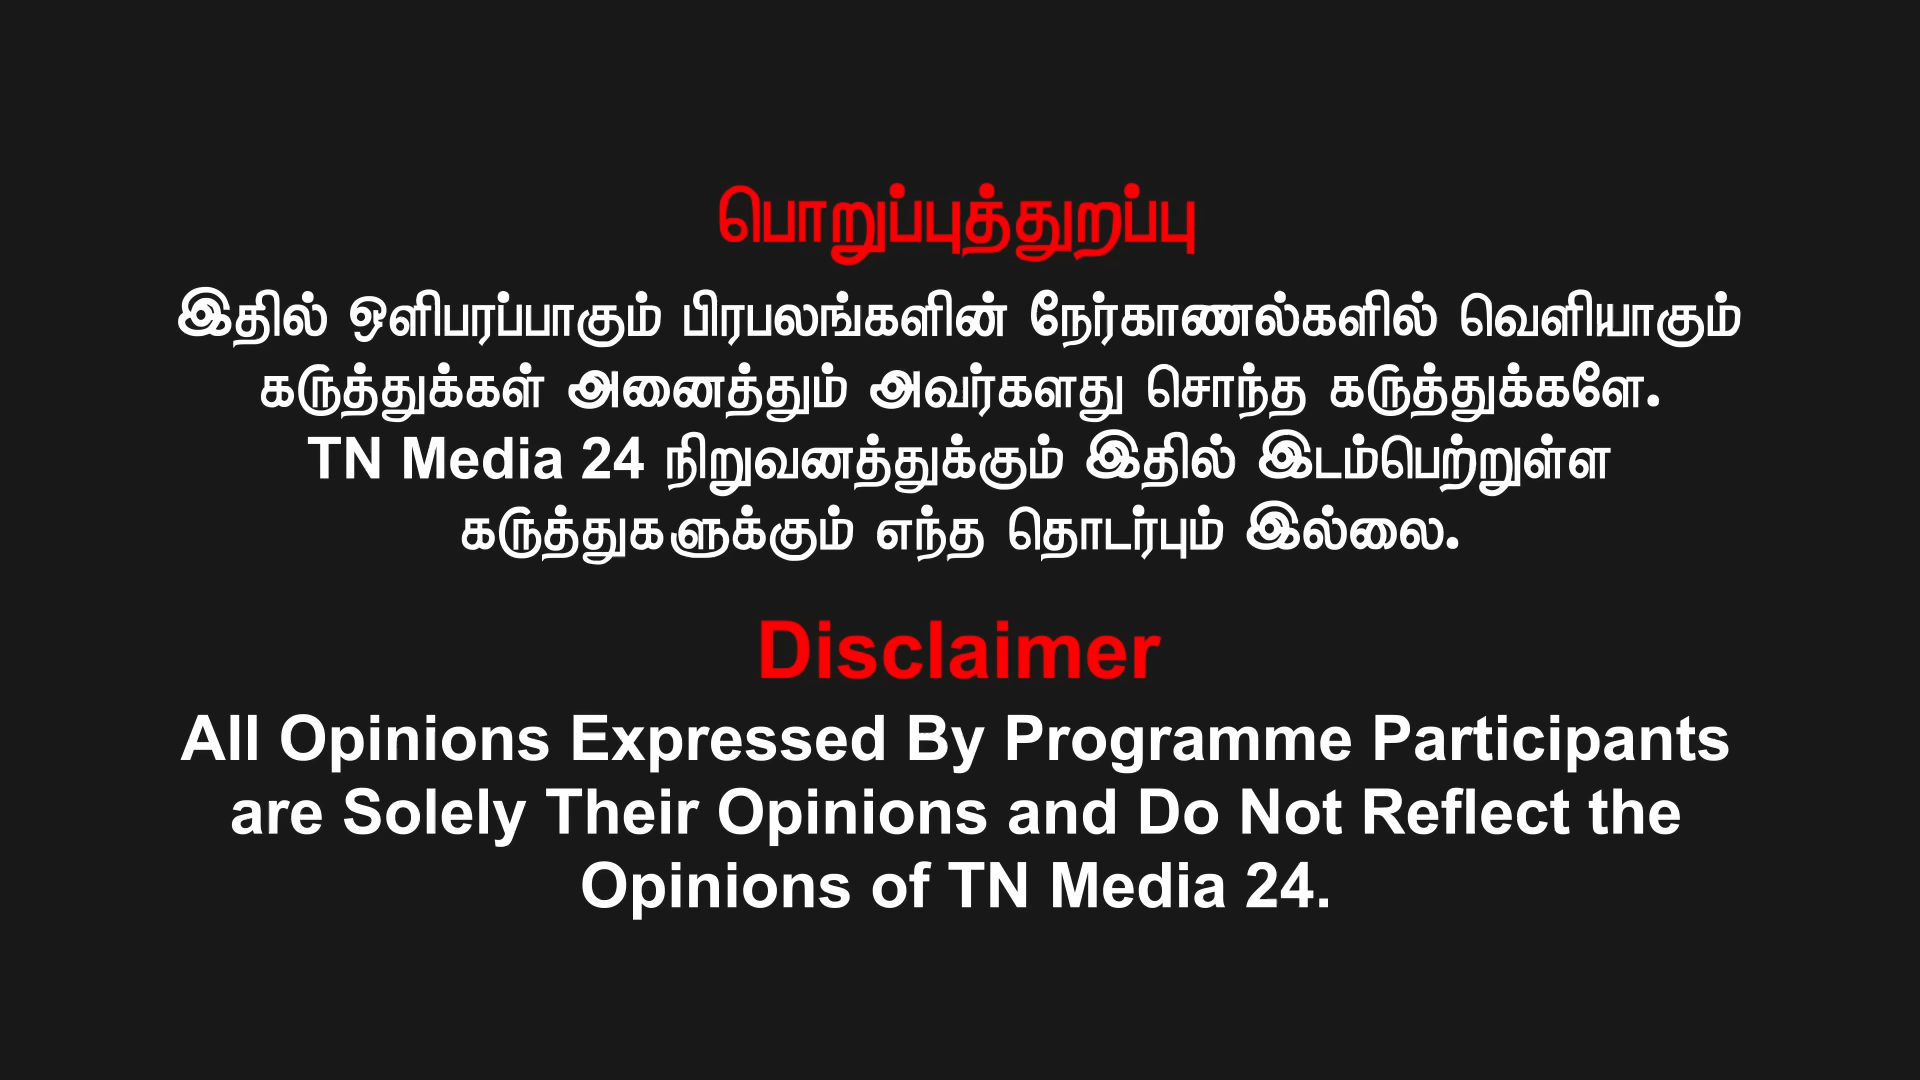 பொறுப்புத்துறப்பு
இதில் ஒளிபரப்பாகும் பிரபலங்களின் நேர்காணல்களில் வெளியாகும்
கருத்துக்கள் அனைத்தும் அவர்களது சொந்த கருத்துக்களே.
TN Media 24 நிறுவனத்துக்கும் இதில் இடம்பெற்றுள்ள
கருத்துகளுக்கும் எந்த தொடர்பும் இல்லை.
Disclaimer
All Opinions Expressed By Programme Participants
are Solely Their Opinions and Do Not Reflect the
Opinions of TN Media 24.